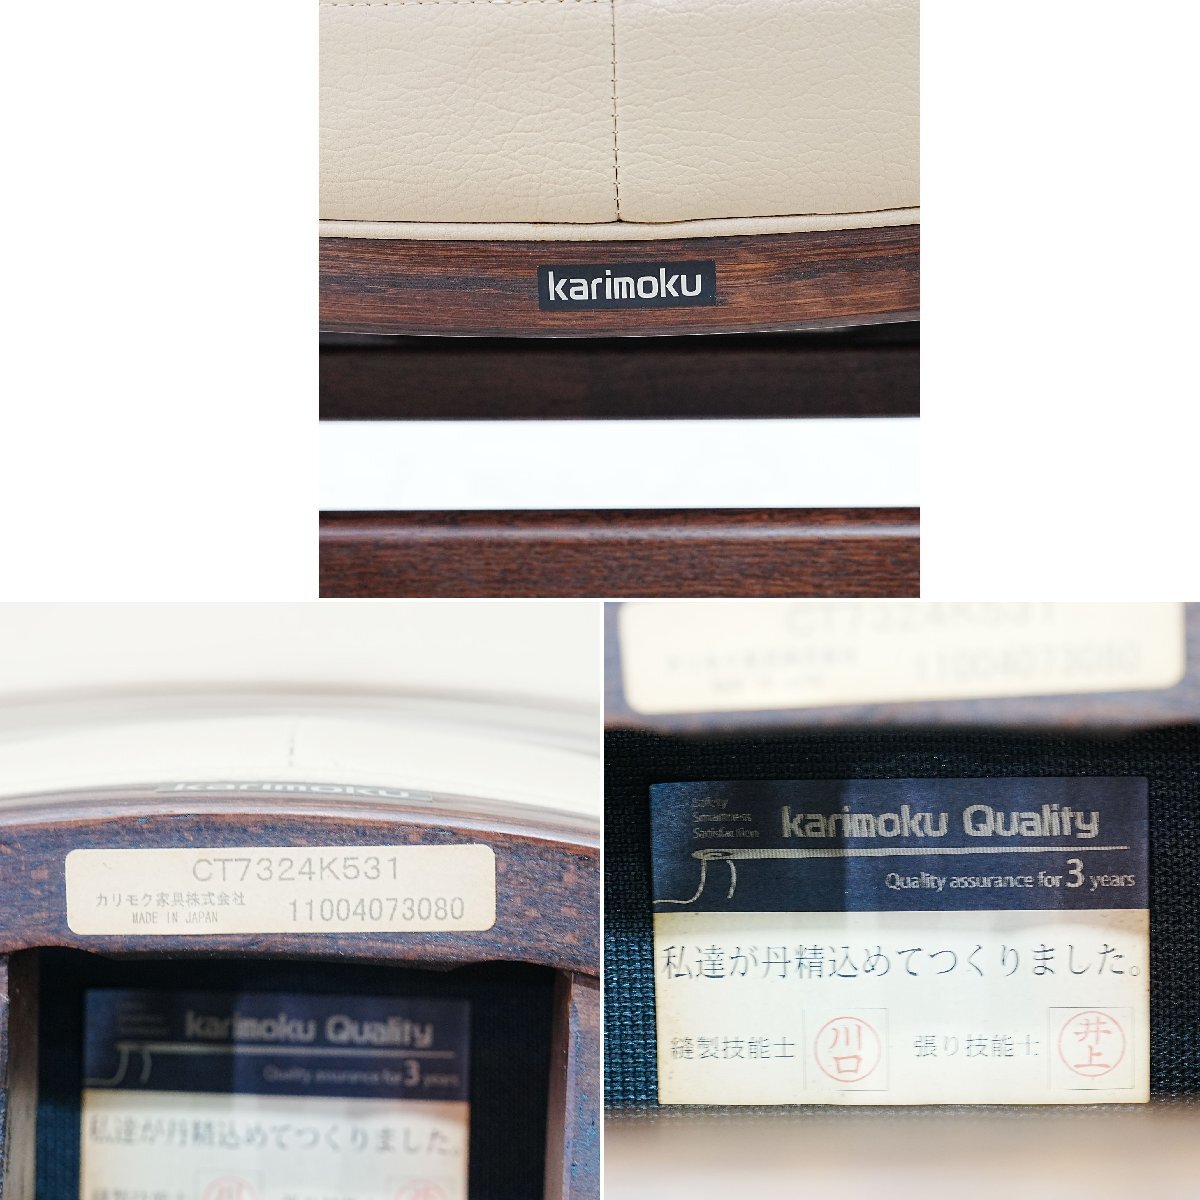 karimoku
karimoku
CT7324K531
カリモク家具株式会社
MADE IN JAPAN
11004073080
karimoku Quality
Quality assurance for 3 years
私達が丹精込めてつくりました。
CT7324K531
11004073080
Safety
Smartness
Satisfaction
karimoku Quality
Quality assurance for 3 years
私達が丹精込めてつくりました。
縫製技能士 川口 張り技能士 井上